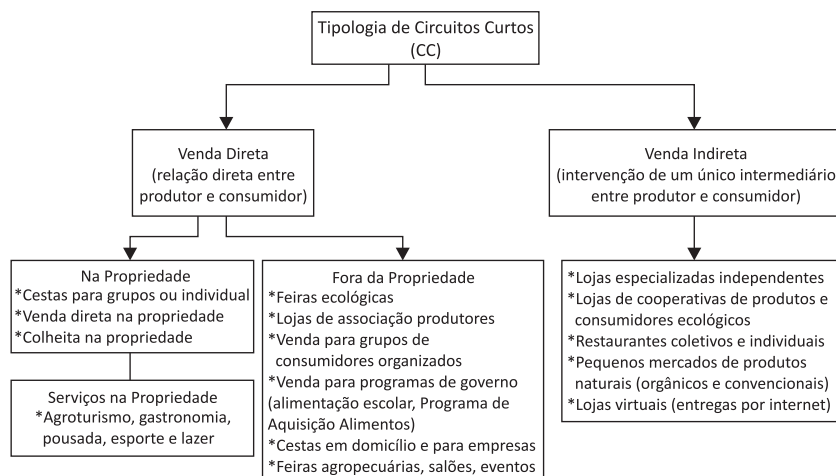 Tipologia de Circuitos Curtos
(CC)
Venda Direta
(relação direta entre
produtor e consumidor)
Venda Indireta
(intervenção de um único intermediário
entre produtor e consumidor)
Na Propriedade
*Cestas para grupos ou individual
*Venda direta na propriedade
*Colheita na propriedade
Serviços na Propriedade
*Agroturismo, gastronomia,
pousada, esporte e lazer
Fora da Propriedade
*Feiras ecológicas
*Lojas de associação produtores
*Venda para grupos de
consumidores organizados
*Venda para programas de governo
(alimentação escolar, Programa de
Aquisição Alimentos)
*Cestas em domicílio e para empresas
*Feiras agropecuárias, salões, eventos
*Lojas especializadas independentes
*Lojas de cooperativas de produtos e
consumidores ecológicos
*Restaurantes coletivos e individuais
*Pequenos mercados de produtos
naturais (orgânicos e convencionais)
*Lojas virtuais (entregas por internet)